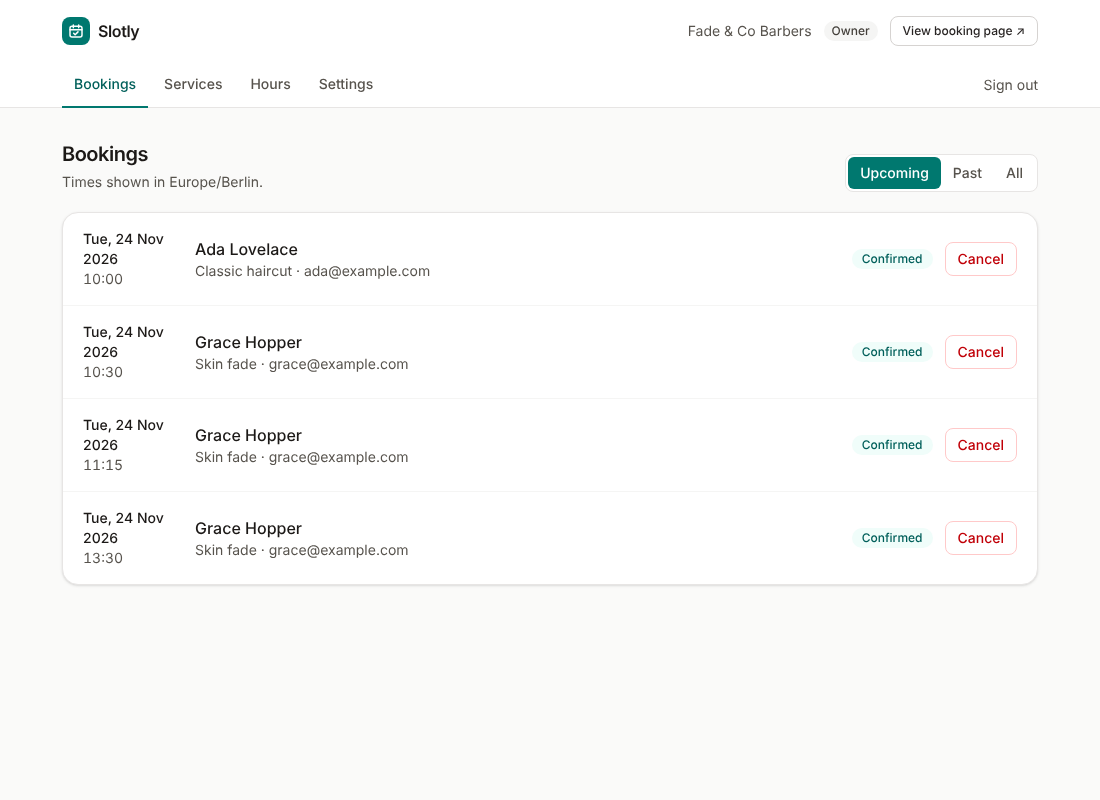 Slotly
Fade & Co Barbers
Owner
View booking page ↗
Bookings
Services
Hours
Settings
Sign out
Bookings
Times shown in Europe/Berlin.
Upcoming
Past
All
Tue, 24 Nov
2026
10:00
Ada Lovelace
Classic haircut · ada@example.com
Confirmed
Cancel
Tue, 24 Nov
2026
10:30
Grace Hopper
Skin fade · grace@example.com
Confirmed
Cancel
Tue, 24 Nov
2026
11:15
Grace Hopper
Skin fade · grace@example.com
Confirmed
Cancel
Tue, 24 Nov
2026
13:30
Grace Hopper
Skin fade · grace@example.com
Confirmed
Cancel